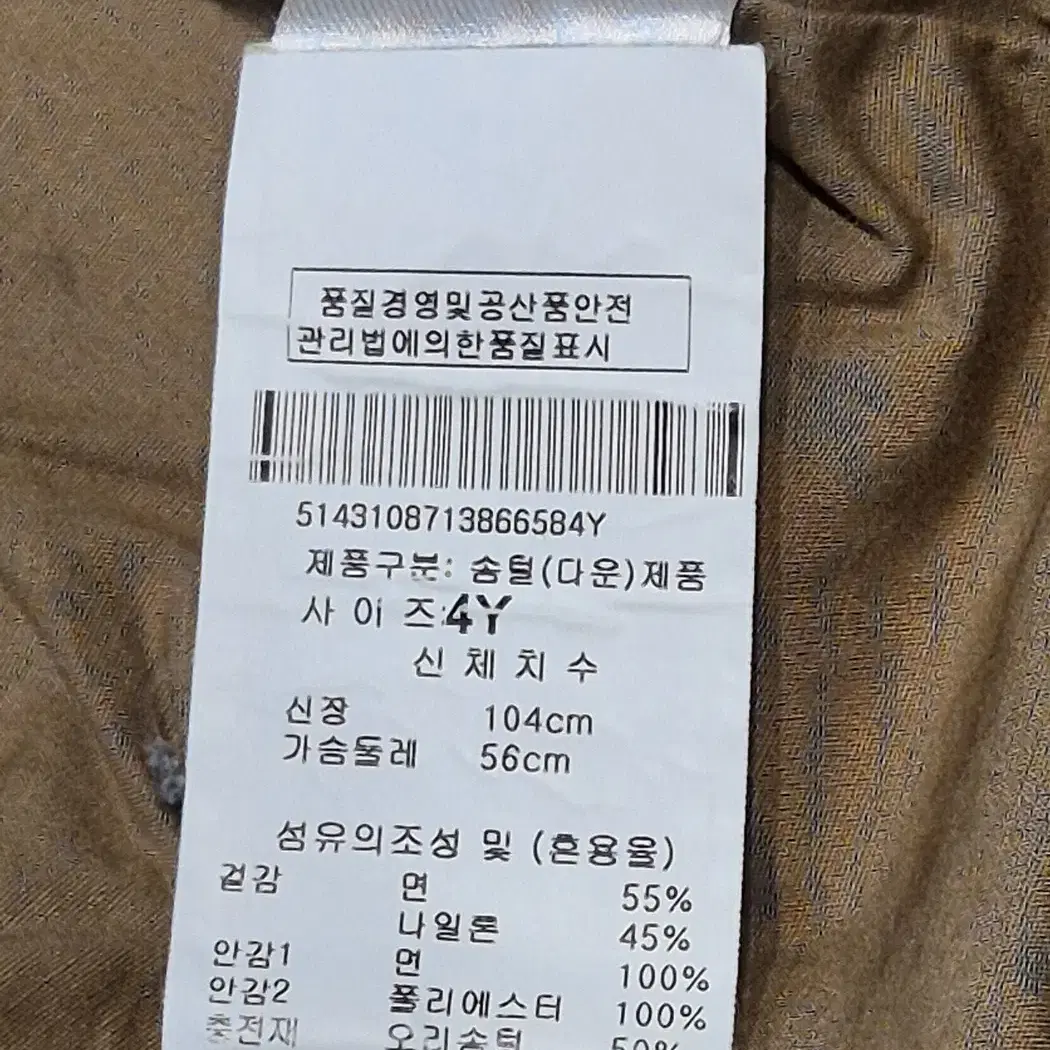 품질경영및공산품안전
관리법에의한품질표시
5143108713866584Y
제품구분: 솜털(다운)제품
사 이 즈:4Y
신 체 치 수
신장 104cm
가슴둘레 56cm
섬유의조성 및 (혼용율)
겉감 면 55%
나일론 45%
안감1 면 100%
안감2 폴리에스터 100%
충전재 오리솜털 50%